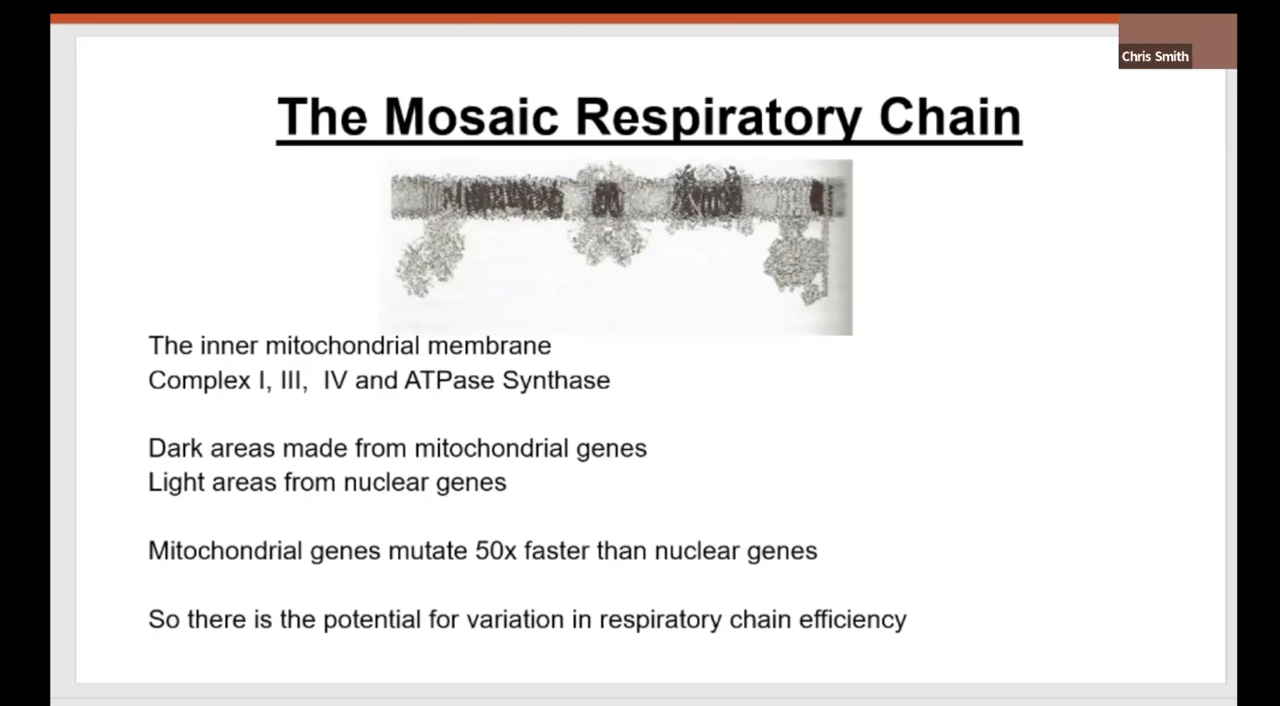 Chris Smith
The Mosaic Respiratory Chain
The inner mitochondrial membrane
Complex I, III, IV and ATPase Synthase
Dark areas made from mitochondrial genes
Light areas from nuclear genes
Mitochondrial genes mutate 50x faster than nuclear genes
So there is the potential for variation in respiratory chain efficiency